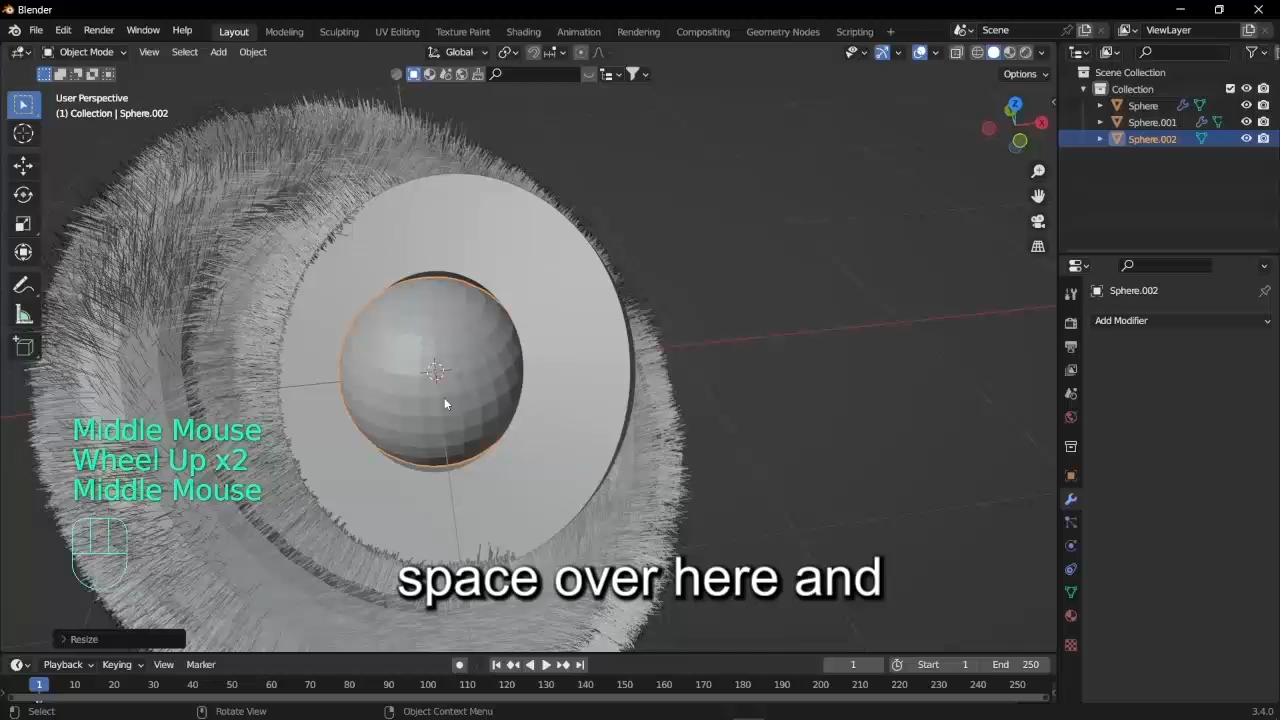 Blender
File Edit Render Window Help
Layout Modeling Sculpting UV Editing Texture Paint Shading Animation Rendering Compositing Geometry Nodes Scripting +
Scene
ViewLayer
Object Mode View Select Add Object
Global
Options
User Perspective
(1) Collection | Sphere.002
Z
X
Scene Collection
Collection
Sphere
Sphere.001
Sphere.002
Sphere.002
Add Modifier
Middle Mouse
Wheel Up x2
Middle Mouse
space over here and
Resize
Playback Keying View Marker
1
Start 1
End 250
1 10 20 30 40 50 60 70 80 90 100 110 120 130 140 150 160 170 180 190 200 210 220 230 240 250
Select
Rotate View
Object Context Menu
3.4.0